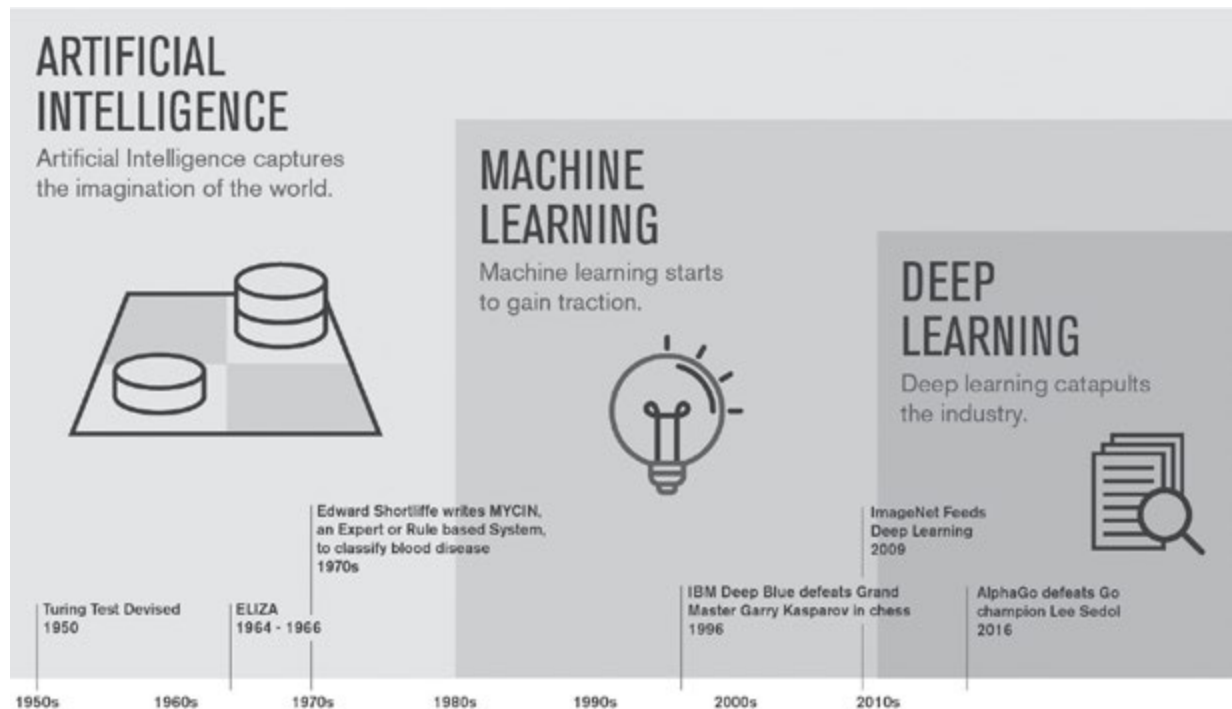 ARTIFICIAL
INTELLIGENCE
Artificial Intelligence captures
the imagination of the world.
MACHINE
LEARNING
Machine learning starts
to gain traction.
DEEP
LEARNING
Deep learning catapults
the industry.
Edward Shortliffe writes MYCIN,
an Expert or Rule based System,
to classify blood disease
1970s
ImageNet Feeds
Deep Learning
2009
Turing Test Devised
1950
ELIZA
1964 - 1966
IBM Deep Blue defeats Grand
Master Garry Kasparov in chess
1996
AlphaGo defeats Go
champion Lee Sedol
2016
1950s 1960s 1970s 1980s 1990s 2000s 2010s